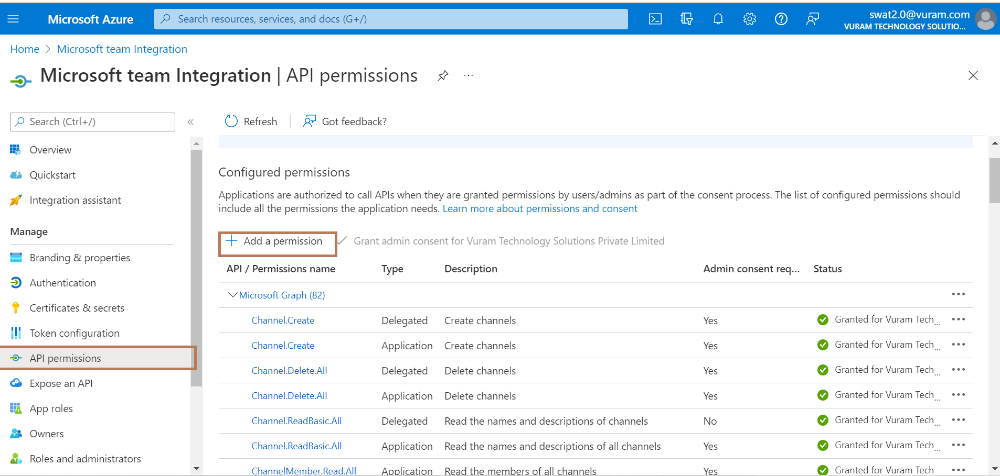 Microsoft Azure
Search resources, services, and docs (G+/)
swat2.0@vuram.com
VURAM TECHNOLOGY SOLUTIO...
Home > Microsoft team Integration
Microsoft team Integration | API permissions
Search (Ctrl+/)
Refresh
Got feedback?
Overview
Quickstart
Integration assistant
Manage
Branding & properties
Authentication
Certificates & secrets
Token configuration
API permissions
Expose an API
App roles
Owners
Roles and administrators
Configured permissions
Applications are authorized to call APIs when they are granted permissions by users/admins as part of the consent process. The list of configured permissions should
include all the permissions the application needs. Learn more about permissions and consent
Add a permission
Grant admin consent for Vuram Technology Solutions Private Limited
API / Permissions name Type Description Admin consent req... Status
Microsoft Graph (82)
Channel.Create Delegated Create channels Yes Granted for Vuram Tech...
Channel.Create Application Create channels Yes Granted for Vuram Tech...
Channel.Delete.All Delegated Delete channels Yes Granted for Vuram Tech...
Channel.Delete.All Application Delete channels Yes Granted for Vuram Tech...
Channel.ReadBasic.All Delegated Read the names and descriptions of channels No Granted for Vuram Tech...
Channel.ReadBasic.All Application Read the names and descriptions of all channels Yes Granted for Vuram Tech...
ChannelMember.Read.All Application Read the members of all channels Yes Granted for Vuram Tech